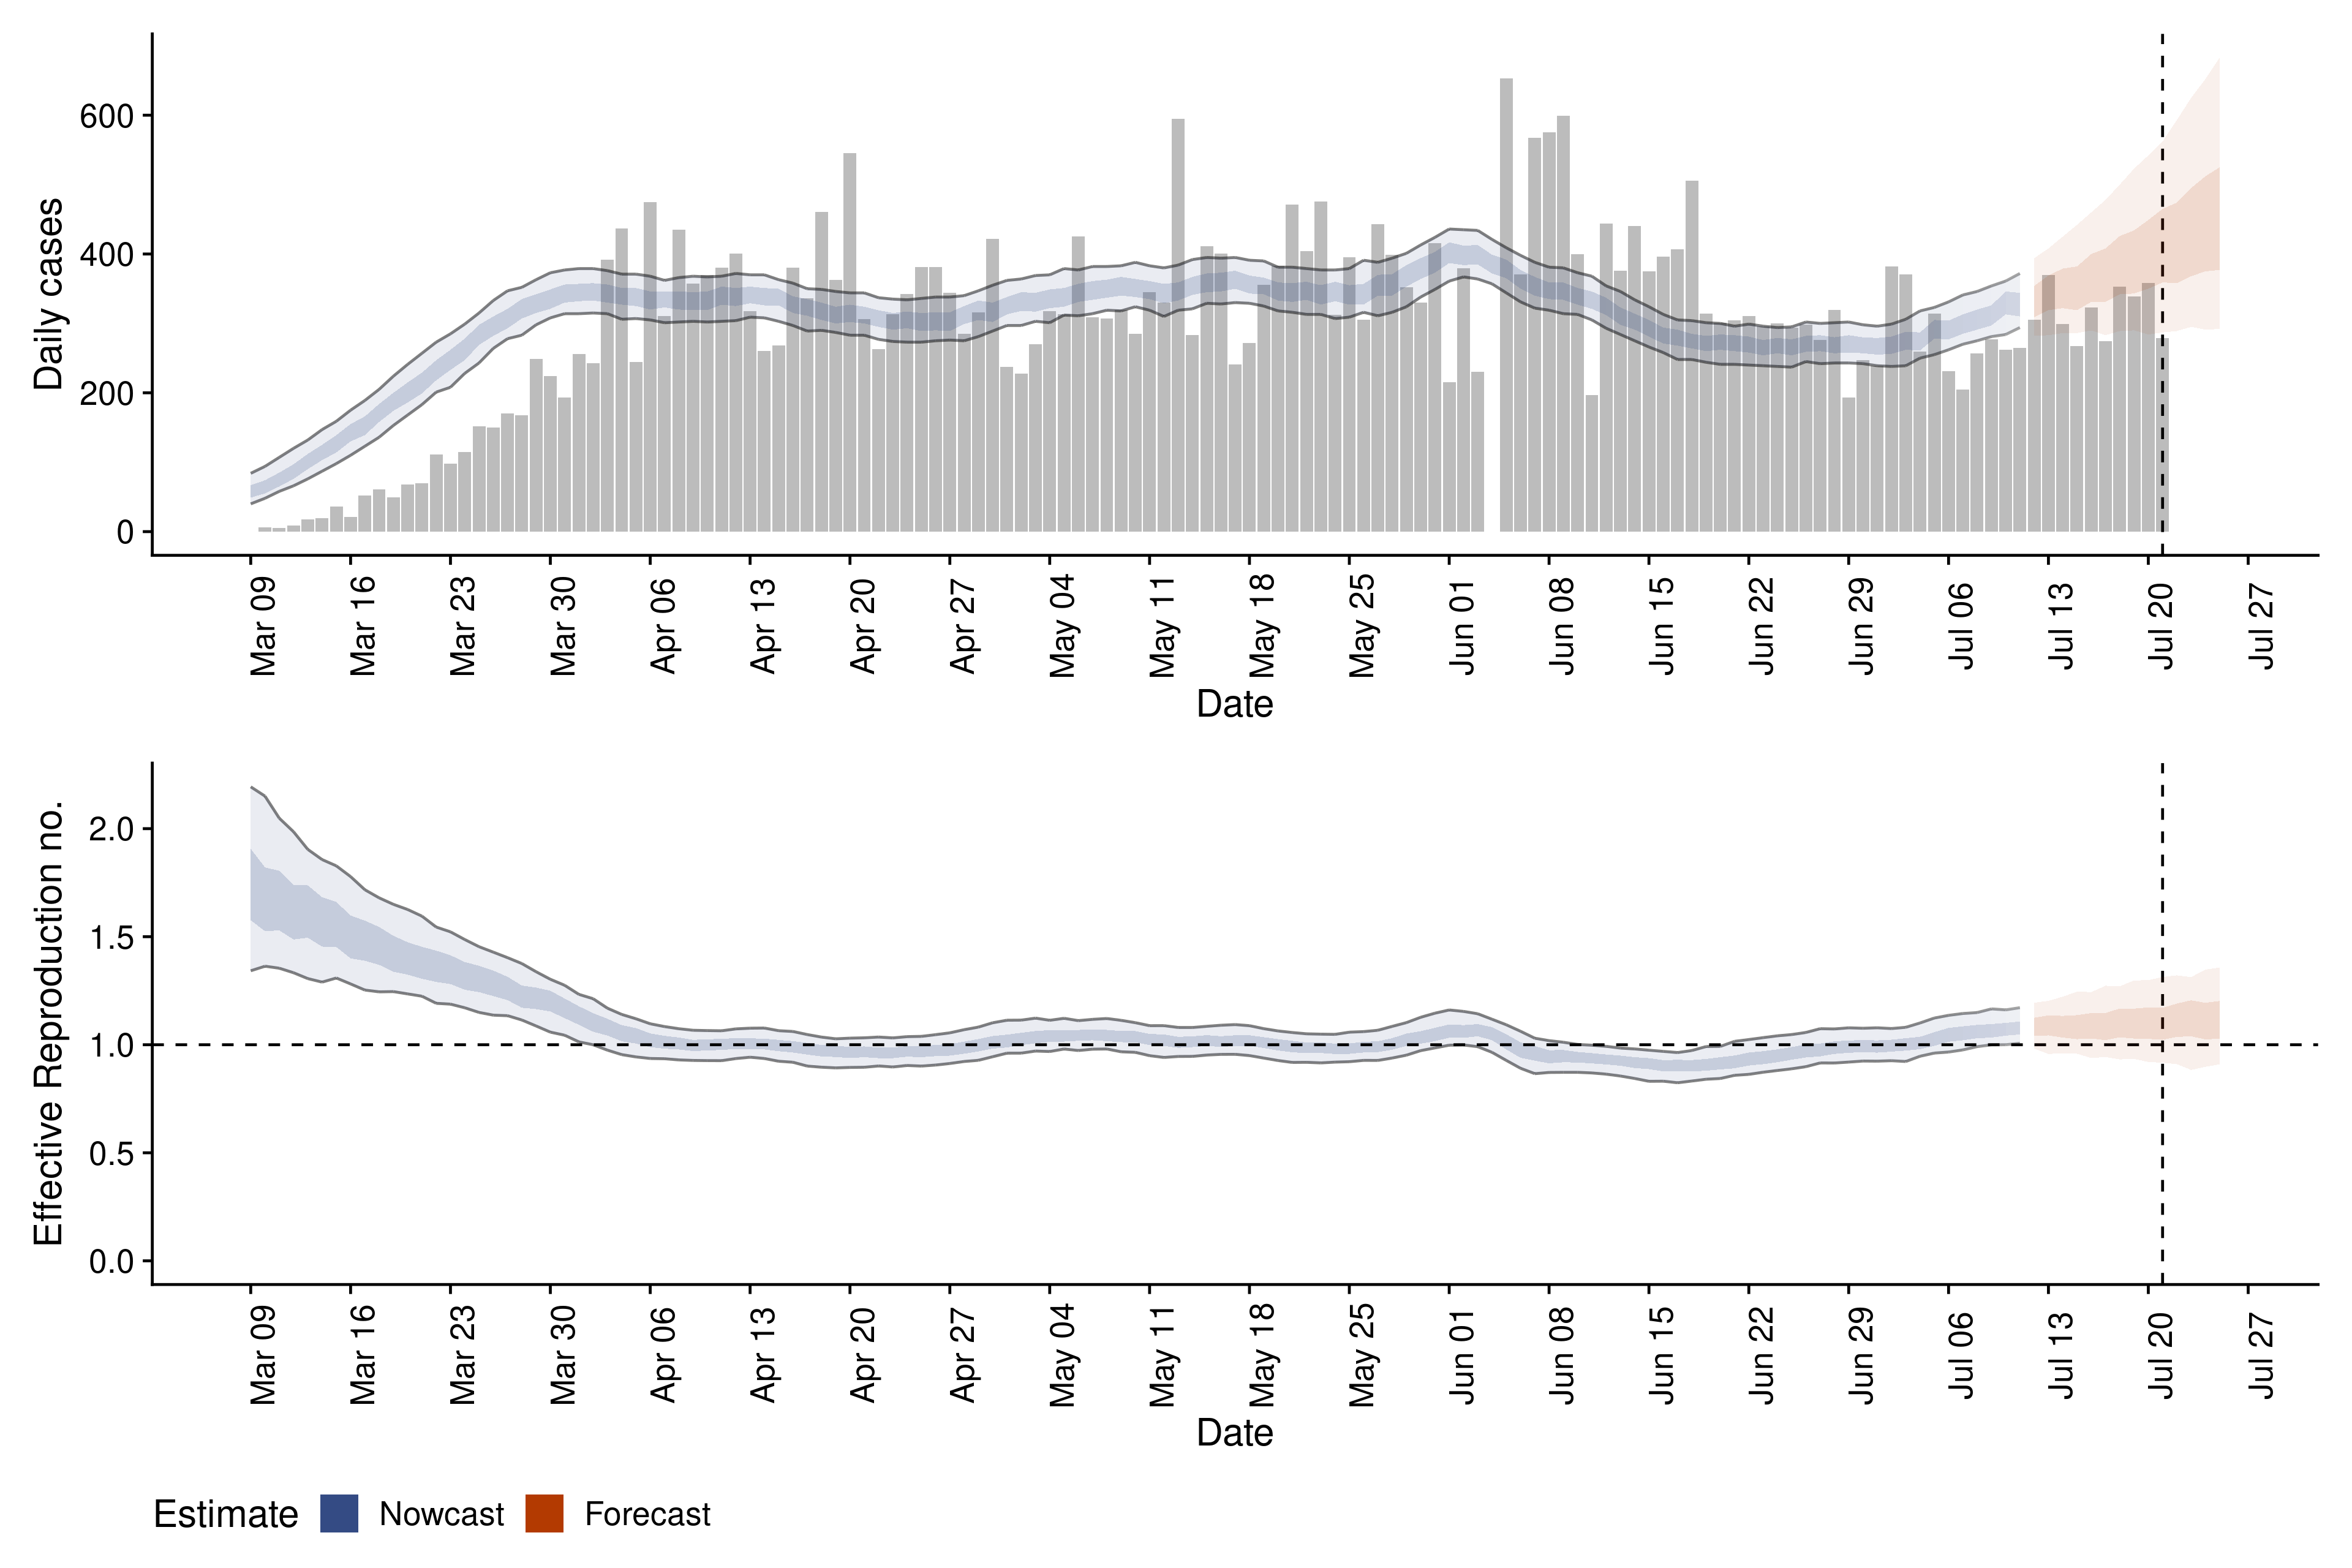 Daily cases
600
400
200
0
Mar 09 Mar 16 Mar 23 Mar 30 Apr 06 Apr 13 Apr 20 Apr 27 May 04 May 11 May 18 May 25 Jun 01 Jun 08 Jun 15 Jun 22 Jun 29 Jul 06 Jul 13 Jul 20 Jul 27
Date
Effective Reproduction no.
2.0
1.5
1.0
0.5
0.0
Mar 09 Mar 16 Mar 23 Mar 30 Apr 06 Apr 13 Apr 20 Apr 27 May 04 May 11 May 18 May 25 Jun 01 Jun 08 Jun 15 Jun 22 Jun 29 Jul 06 Jul 13 Jul 20 Jul 27
Date
Estimate Nowcast Forecast